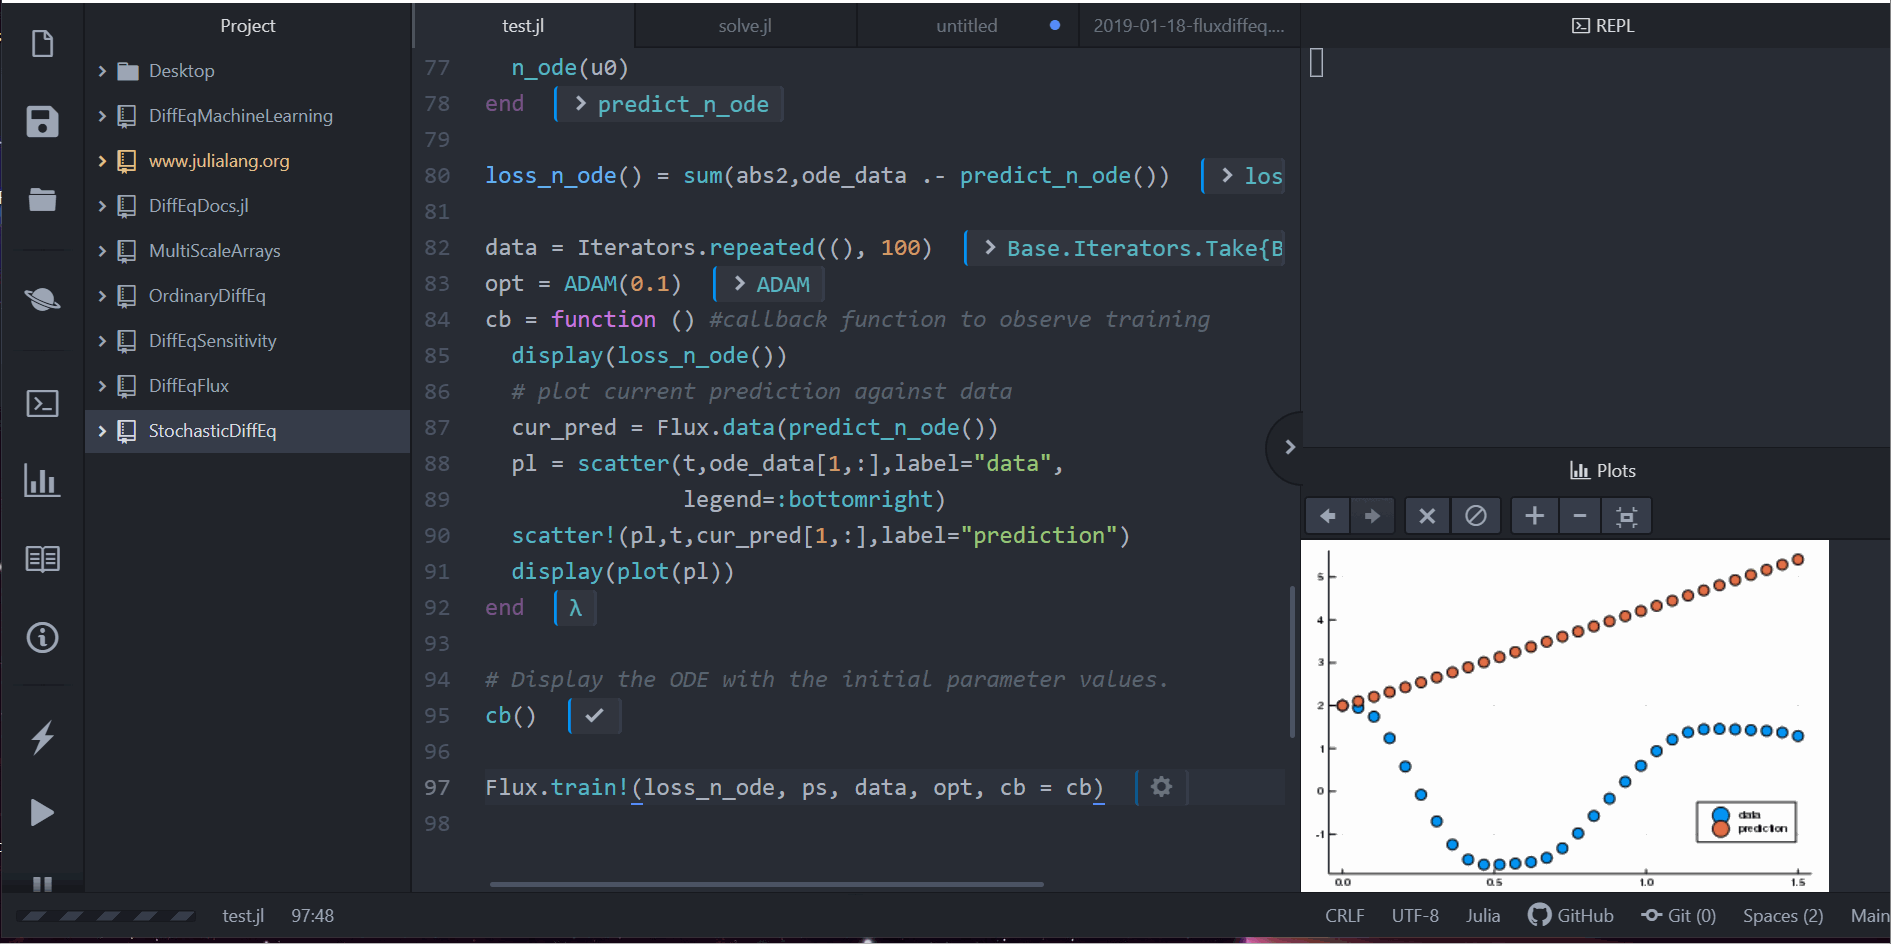 Project
Desktop
DiffEqMachineLearning
www.julialang.org
DiffEqDocs.jl
MultiScaleArrays
OrdinaryDiffEq
DiffEqSensitivity
DiffEqFlux
StochasticDiffEq
test.jl
solve.jl
untitled
2019-01-18-fluxdiffeq....
77 n_ode(u0)
78 end > predict_n_ode
79
80 loss_n_ode() = sum(abs2,ode_data .- predict_n_ode()) > los
81
82 data = Iterators.repeated((), 100) > Base.Iterators.Take{B
83 opt = ADAM(0.1) > ADAM
84 cb = function () #callback function to observe training
85 display(loss_n_ode())
86 # plot current prediction against data
87 cur_pred = Flux.data(predict_n_ode())
88 pl = scatter(t,ode_data[1,:],label="data",
89 legend=:bottomright)
90 scatter!(pl,t,cur_pred[1,:],label="prediction")
91 display(plot(pl))
92 end λ
93
94 # Display the ODE with the initial parameter values.
95 cb()
96
97 Flux.train!(loss_n_ode, ps, data, opt, cb = cb)
98
REPL
Plots
5
4
3
2
1
0
-1
0.0 0.5 1.0 1.5
data
prediction
test.jl 97:48
CRLF UTF-8 Julia GitHub Git (0) Spaces (2) Main